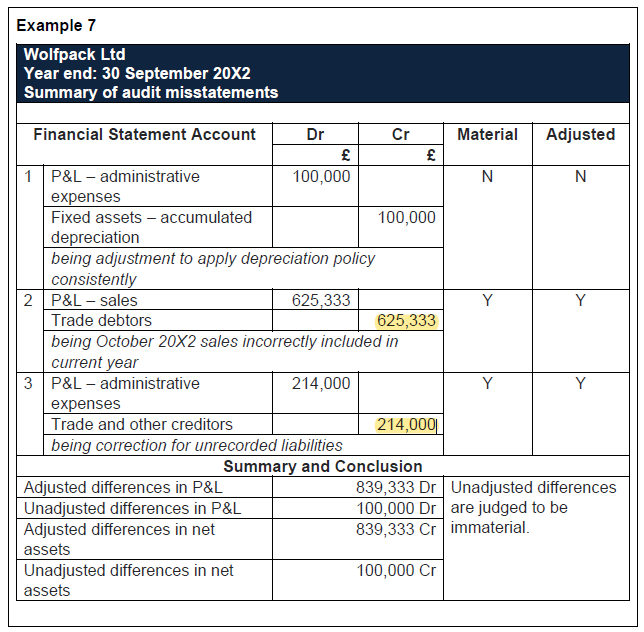 Example 7
Wolfpack Ltd
Year end: 30 September 20X2
Summary of audit misstatements
Financial Statement Account Dr Cr Material Adjusted
£ £
1 P&L – administrative 100,000 N N
expenses
Fixed assets – accumulated 100,000
depreciation
being adjustment to apply depreciation policy
consistently
2 P&L – sales 625,333 Y Y
Trade debtors 625,333
being October 20X2 sales incorrectly included in
current year
3 P&L – administrative 214,000 Y Y
expenses
Trade and other creditors 214,000
being correction for unrecorded liabilities
Summary and Conclusion
Adjusted differences in P&L 839,333 Dr Unadjusted differences
Unadjusted differences in P&L 100,000 Dr are judged to be
Adjusted differences in net 839,333 Cr immaterial.
assets
Unadjusted differences in net 100,000 Cr
assets